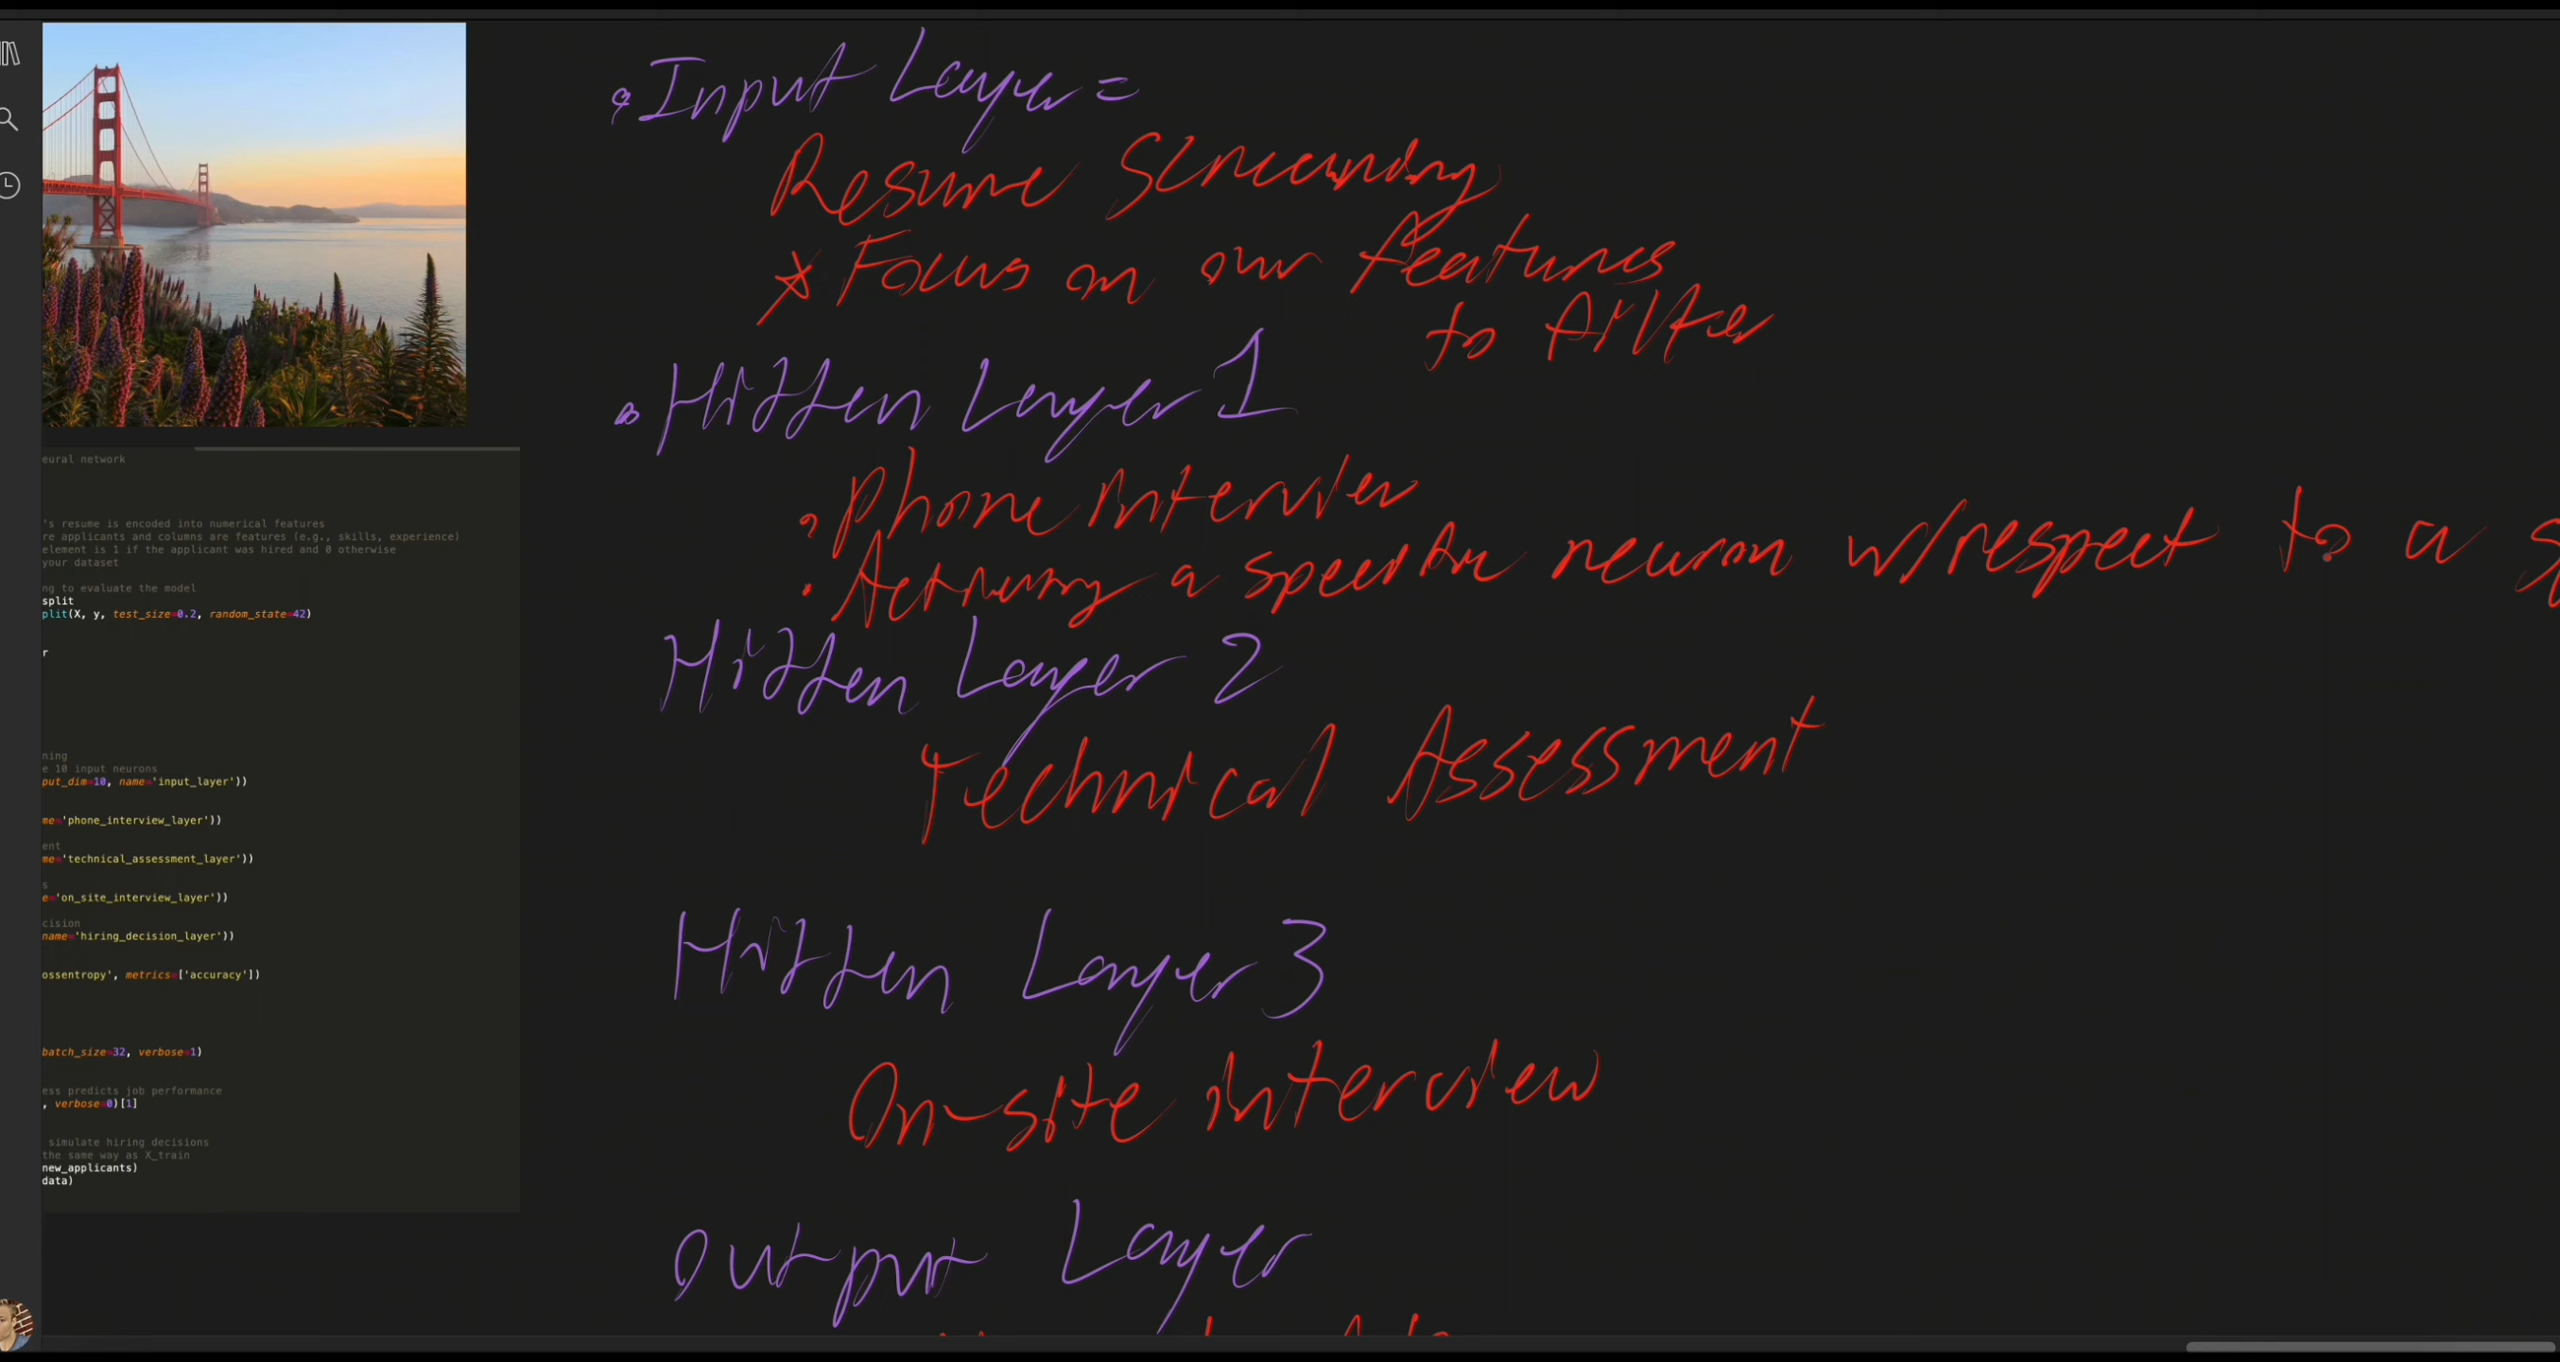 Input Layer =
Resume Screening
* Focus on our features
to filter
Hidden Layer 1
Phone Interview
a specific neuron w/respect to a
Hidden Layer 2
Technical Assessment
Hidden Layer 3
On-site interview
Output Layer
eural network
's resume is encoded into numerical features
re applicants and columns are features (e.g., skills, experience)
element is 1 if the applicant was hired and 0 otherwise
your dataset
ng to evaluate the model
split
plit(X, y, test_size=0.2, random_state=42)
r
ning
e 10 input neurons
put_dim=10, name='input_layer'))
me='phone_interview_layer'))
ent
me='technical_assessment_layer'))
s
e='on_site_interview_layer'))
cision
name='hiring_decision_layer'))
ossentropy', metrics=['accuracy'])
batch_size=32, verbose=1)
ess predicts job performance
, verbose=0)[1]
simulate hiring decisions
the same way as X_train
new_applicants)
data)